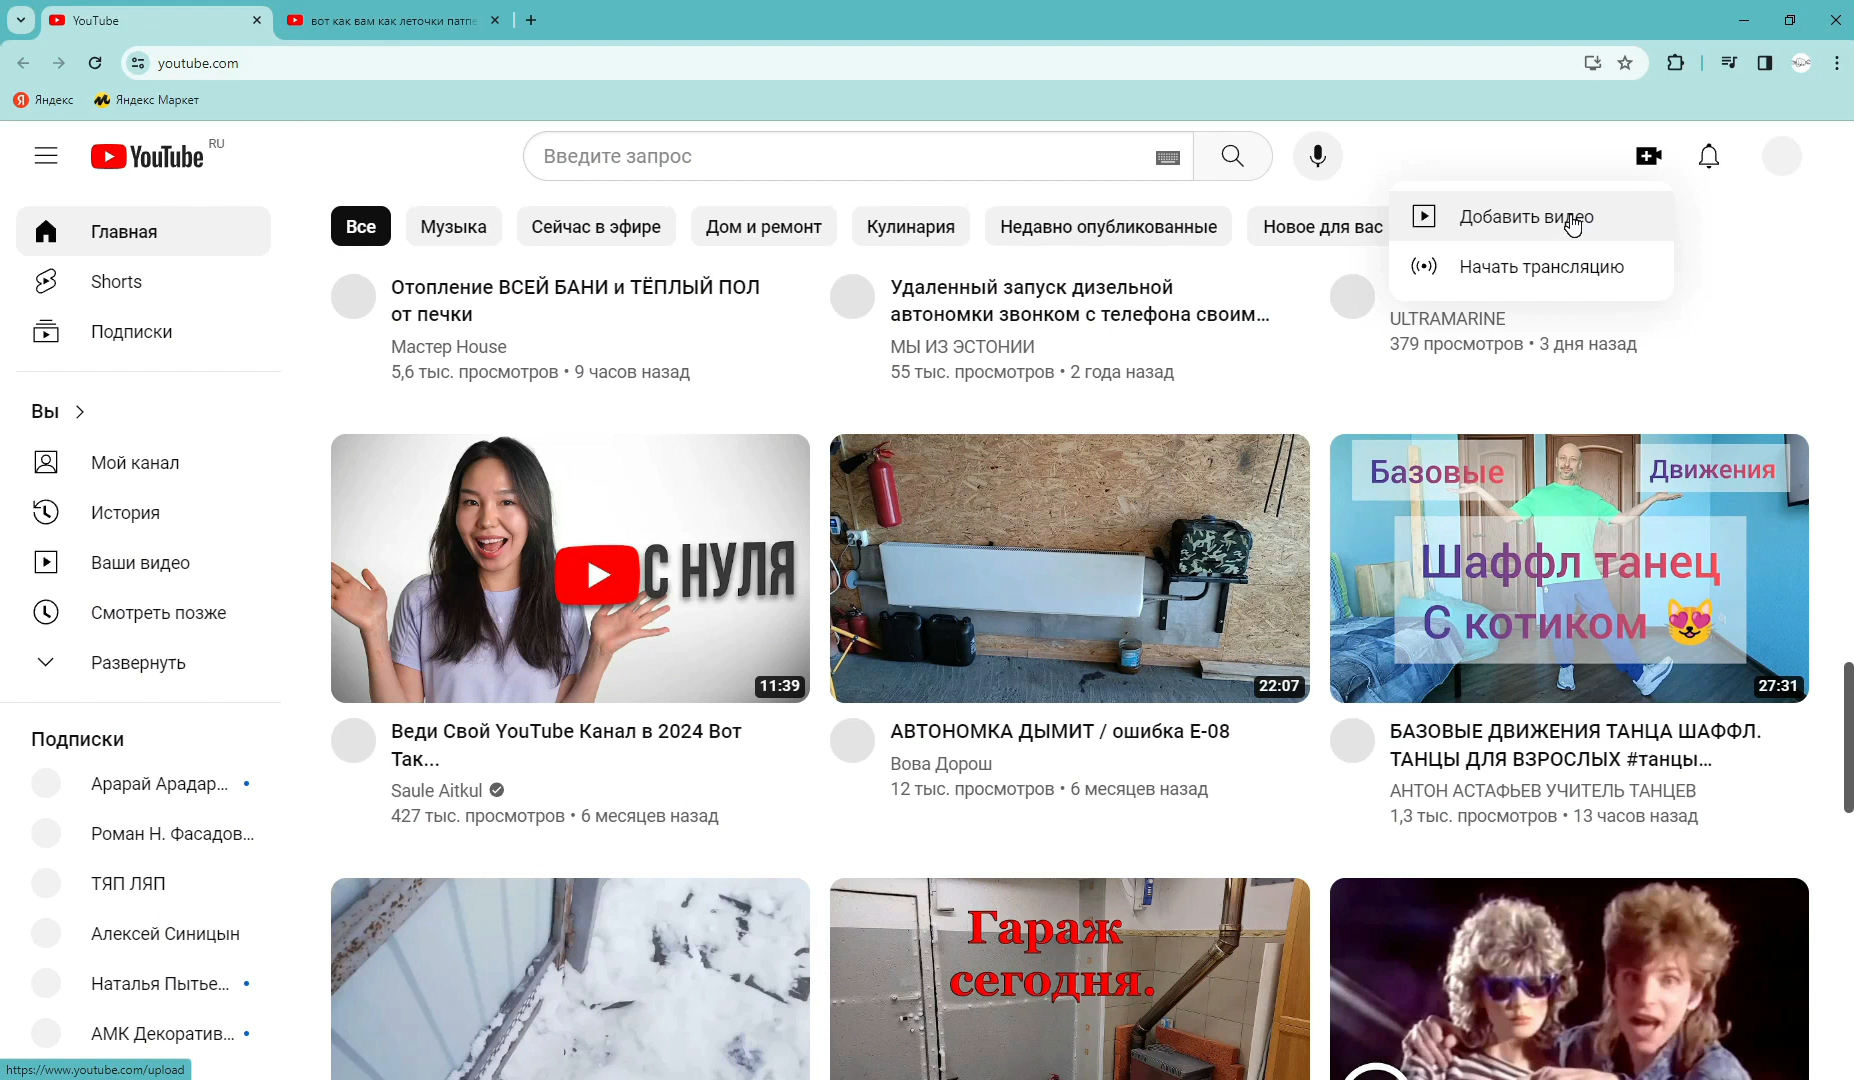 YouTube
вот как вам как леточки патпе
youtube.com
Яндекс
Яндекс Маркет
YouTube RU
Введите запрос
Главная
Shorts
Подписки
Вы
Мой канал
История
Ваши видео
Смотреть позже
Развернуть
Подписки
Арарай Арадар...
Роман Н. Фасадов...
ТЯП ЛЯП
Алексей Синицын
Наталья Пытье...
АМК Декоратив...
https://www.youtube.com/upload
Все
Музыка
Сейчас в эфире
Дом и ремонт
Кулинария
Недавно опубликованные
Новое для вас
Добавить видео
Начать трансляцию
Отопление ВСЕЙ БАНИ и ТЁПЛЫЙ ПОЛ
от печки
Мастер House
5,6 тыс. просмотров • 9 часов назад
Удаленный запуск дизельной
автономки звонком с телефона своим...
МЫ ИЗ ЭСТОНИИ
55 тыс. просмотров • 2 года назад
ULTRAMARINE
379 просмотров • 3 дня назад
С НУЛЯ
11:39
Веди Свой YouTube Канал в 2024 Вот
Так...
Saule Aitkul
427 тыс. просмотров • 6 месяцев назад
22:07
АВТОНОМКА ДЫМИТ / ошибка Е-08
Вова Дорош
12 тыс. просмотров • 6 месяцев назад
Базовые
Движения
Шаффл танец
С котиком
27:31
БАЗОВЫЕ ДВИЖЕНИЯ ТАНЦА ШАФФЛ.
ТАНЦЫ ДЛЯ ВЗРОСЛЫХ #танцы...
АНТОН АСТАФЬЕВ УЧИТЕЛЬ ТАНЦЕВ
1,3 тыс. просмотров • 13 часов назад
Гараж
сегодня.